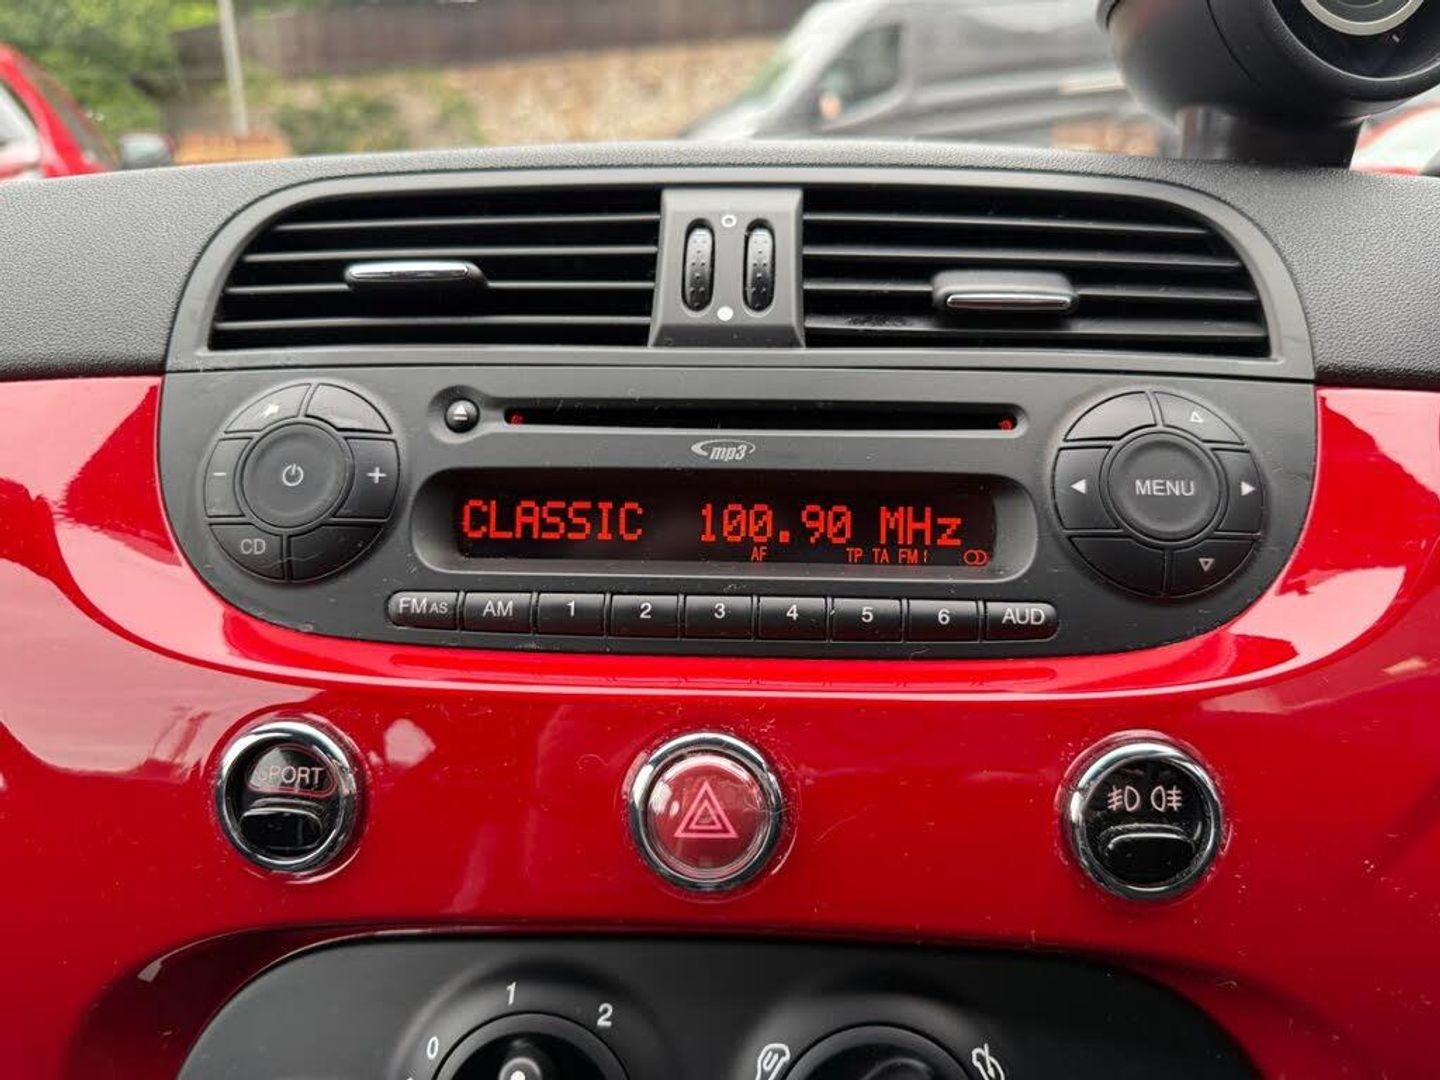 mp3
- +
CLASSIC 100.90 MHz
AF TP TA FM1
MENU
CD
FM AS AM 1 2 3 4 5 6 AUD
SPORT
0 1 2